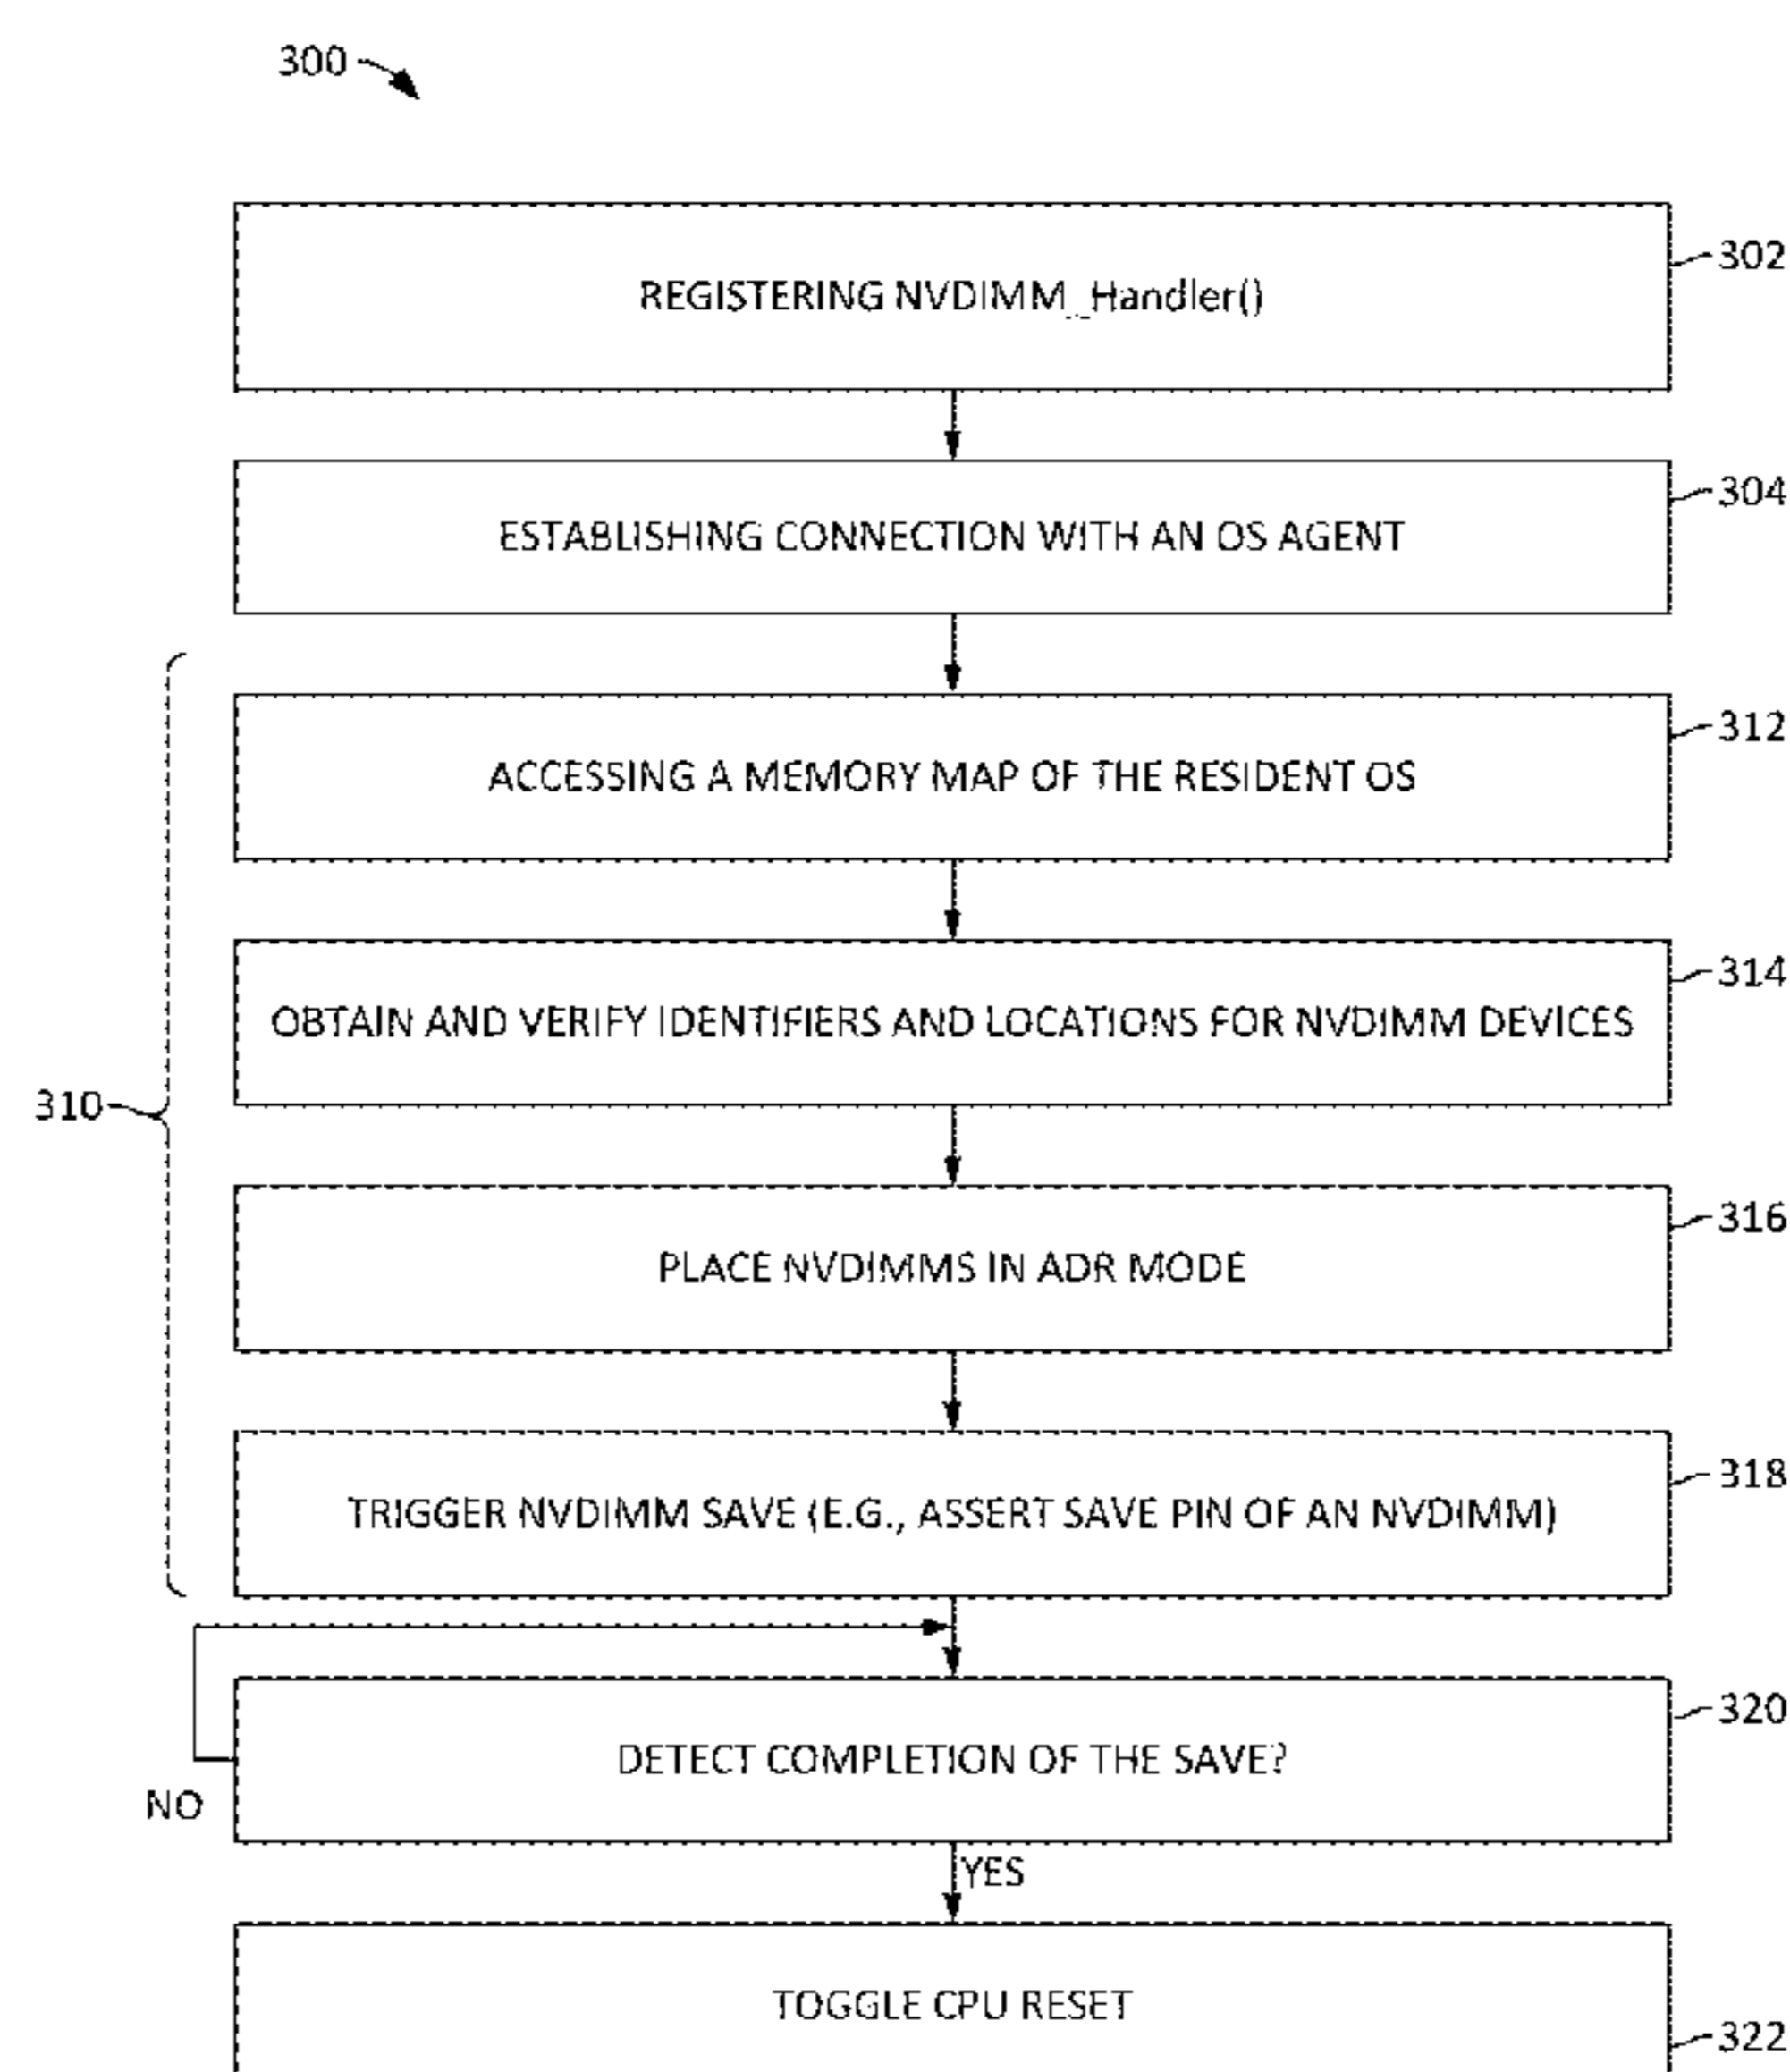 300
REGISTERING NVDIMM_Handler()
302
ESTABLISHING CONNECTION WITH AN OS AGENT
304
310
ACCESSING A MEMORY MAP OF THE RESIDENT OS
312
OBTAIN AND VERIFY IDENTIFIERS AND LOCATIONS FOR NVDIMM DEVICES
314
PLACE NVDIMMS IN ADR MODE
316
TRIGGER NVDIMM SAVE (E.G., ASSERT SAVE PIN OF AN NVDIMM)
318
DETECT COMPLETION OF THE SAVE?
320
NO
YES
TOGGLE CPU RESET
322